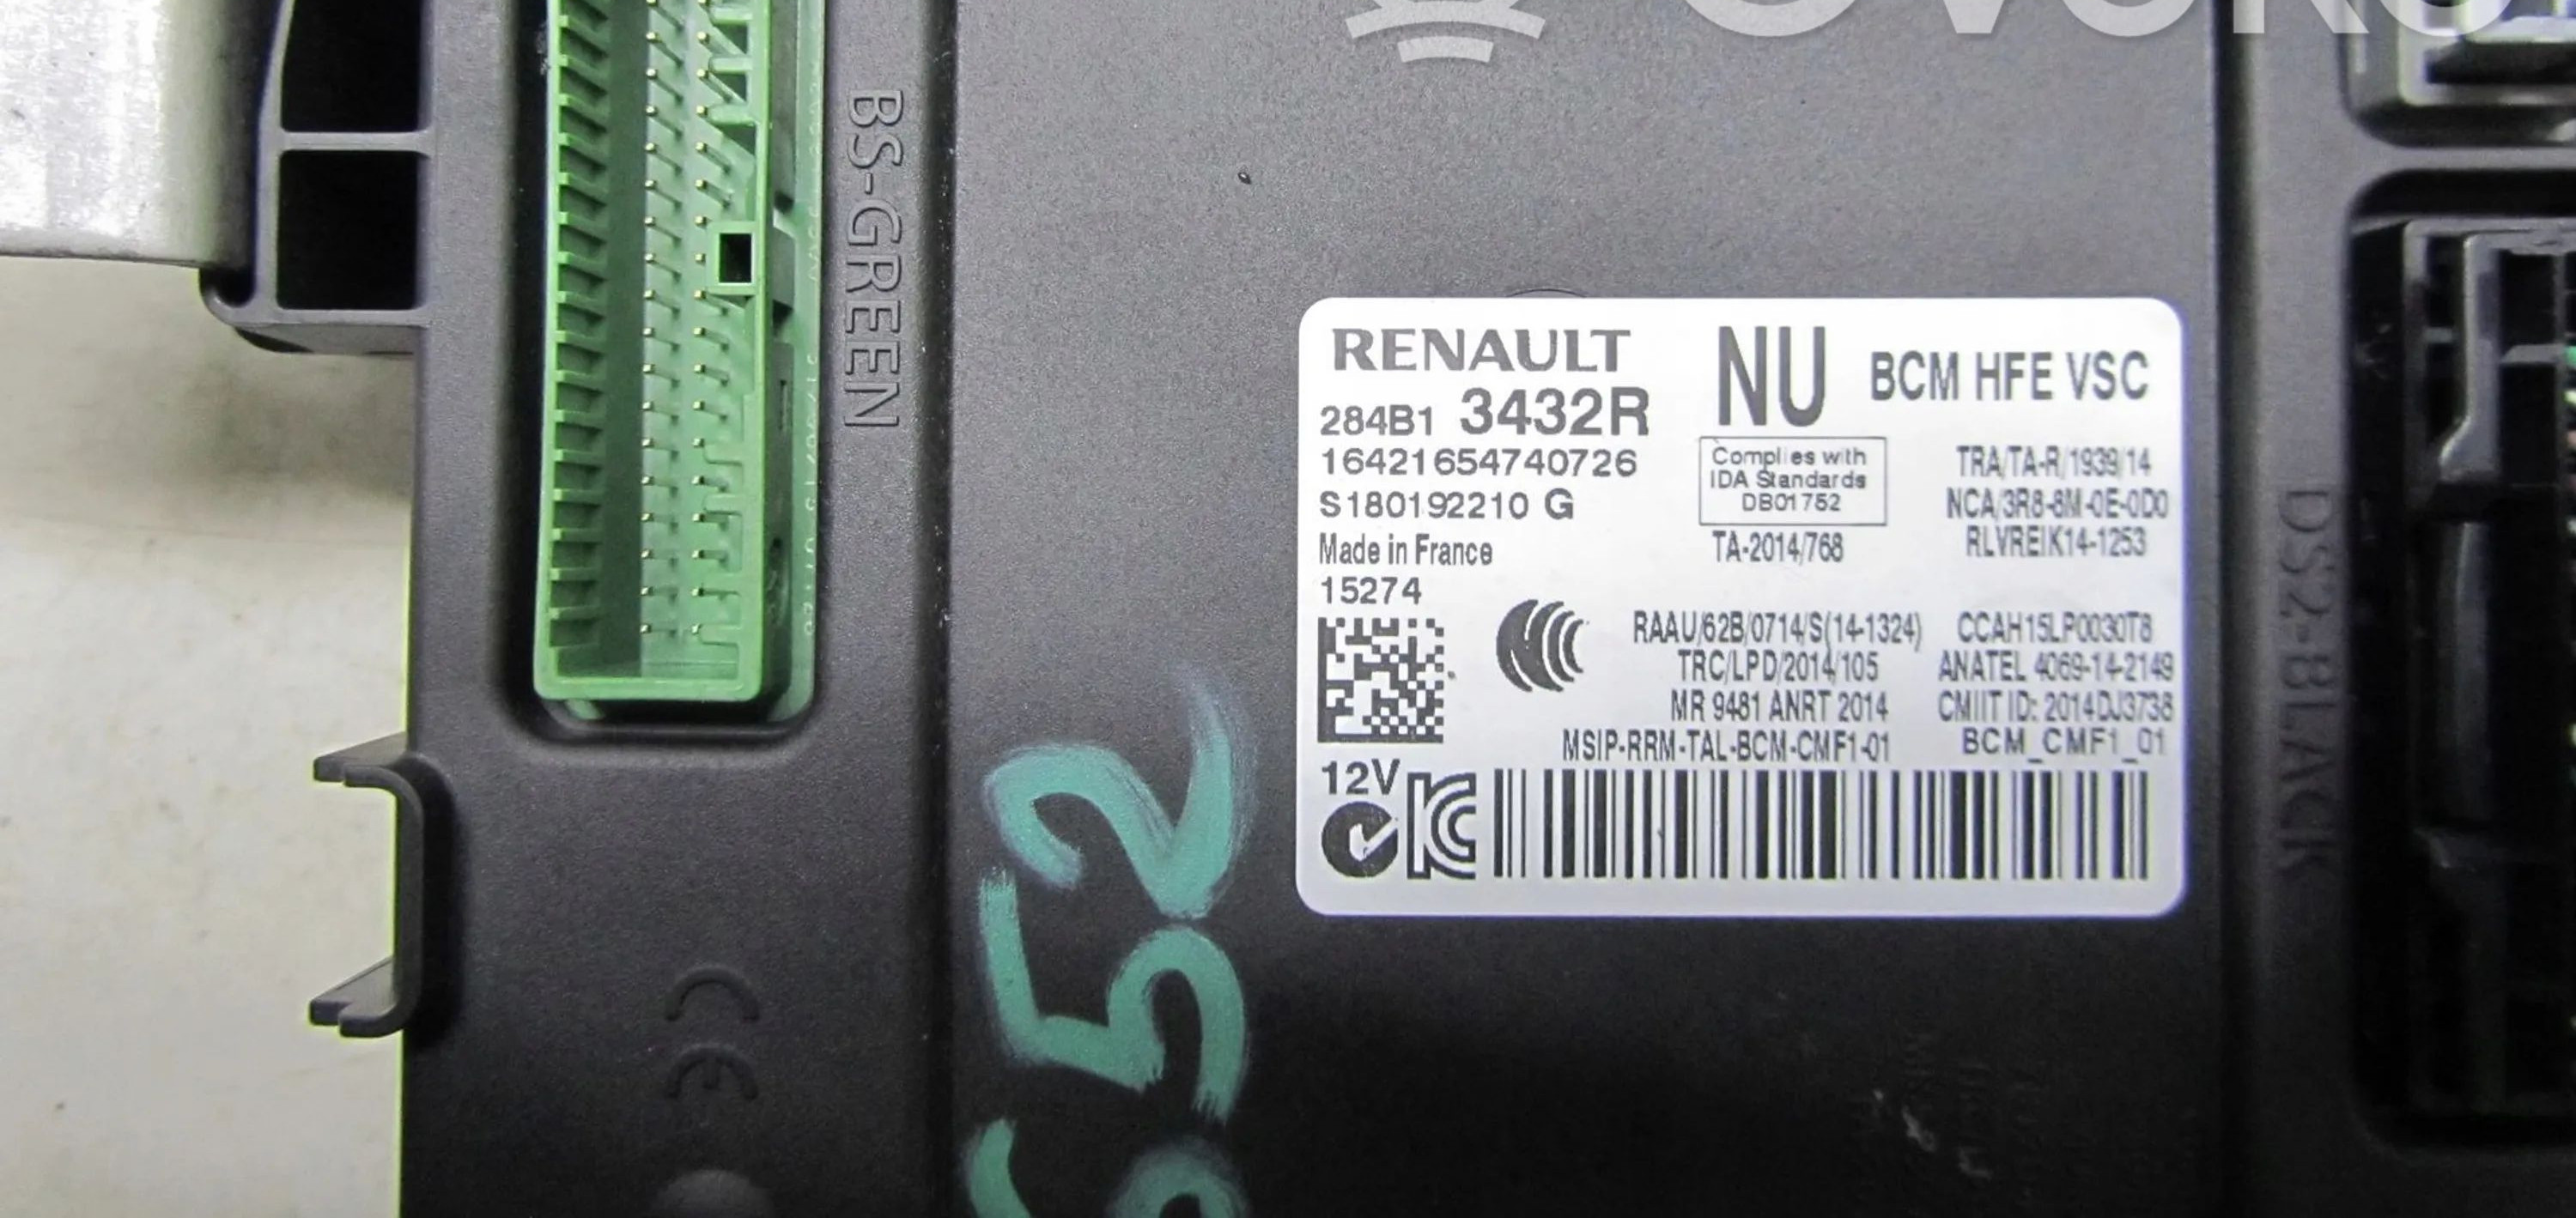 OVOKO
BS-GREEN
RENAULT NU BCM HFE VSC
284B1 3432R
16421654740726
S180192210 G
Made in France
15274
Complies with
IDA Standards
DB01752
TA-2014/768
TRA/TA-R/1939/14
NCA/3R8-8M-0E-0D0
RLVREIK14-1253
RAAU/62B/0714/S(14-1324)
TRC/LPD/2014/105
MR 9481 ANRT 2014
MSIP-RRM-TAL-BCM-CMF1-01
CCAH15LP0030T8
ANATEL 4069-14-2149
CMIIT ID: 2014DJ3738
BCM_CMF1_01
12V
DS2-BLACK
CE